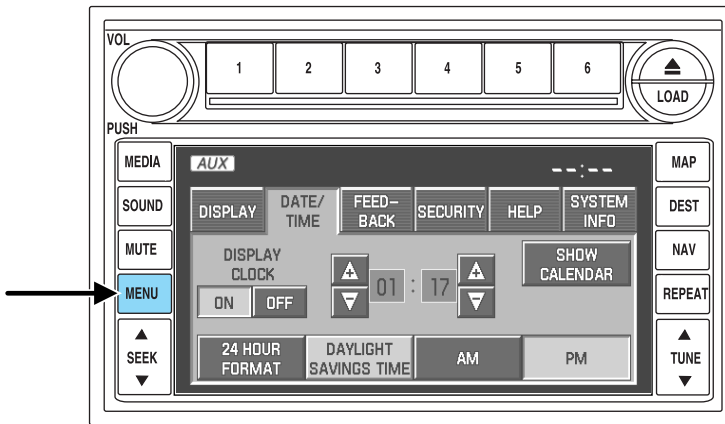 VOL
1 2 3 4 5 6
LOAD
PUSH
MEDIA
SOUND
MUTE
MENU
SEEK
AUX
--:--
DISPLAY
DATE/
TIME
FEED-
BACK
SECURITY
HELP
SYSTEM
INFO
DISPLAY
CLOCK
ON OFF
+ 01 : 17 +
- -
SHOW
CALENDAR
24 HOUR
FORMAT
DAYLIGHT
SAVINGS TIME
AM
PM
MAP
DEST
NAV
REPEAT
TUNE